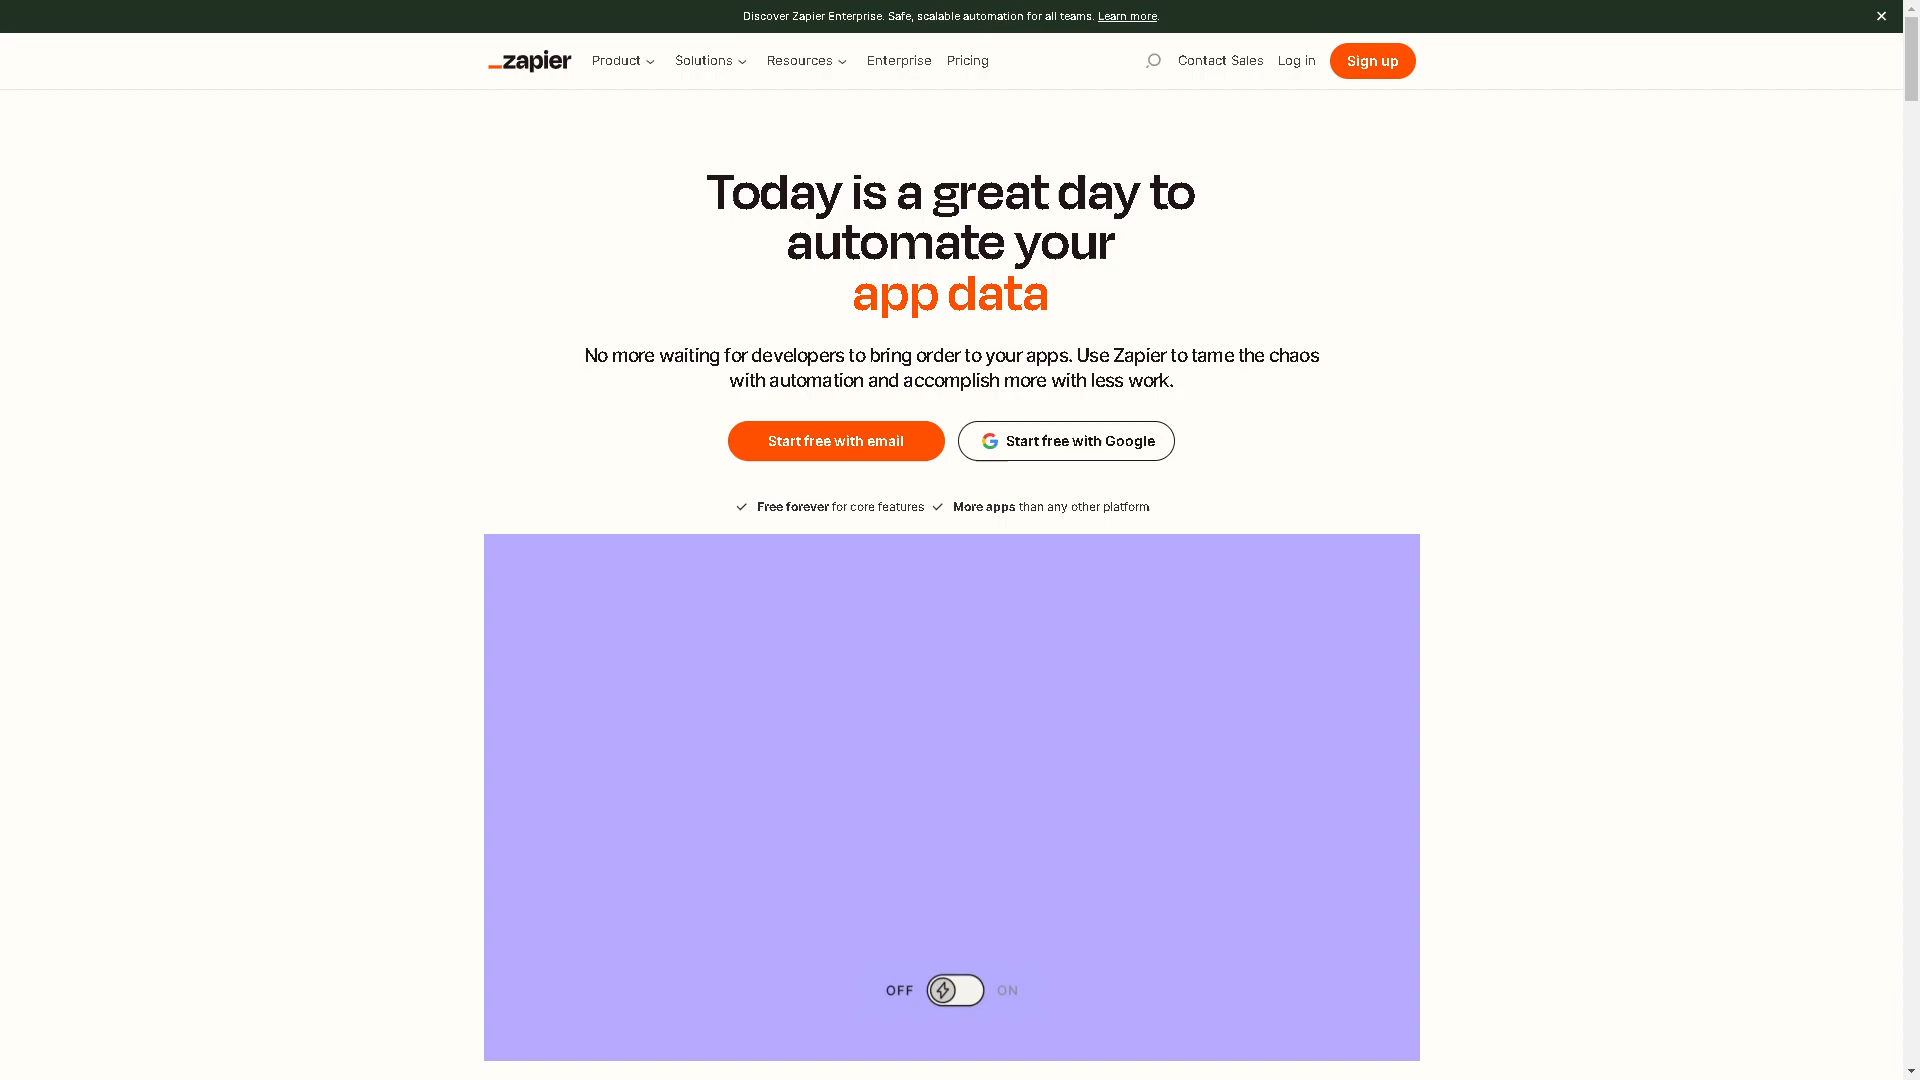 Discover Zapier Enterprise. Safe, scalable automation for all teams. Learn more.
zapier Product Solutions Resources Enterprise Pricing Contact Sales Log in Sign up
Today is a great day to
automate your
app data
No more waiting for developers to bring order to your apps. Use Zapier to tame the chaos
with automation and accomplish more with less work.
Start free with email Start free with Google
Free forever for core features More apps than any other platform
OFF ON